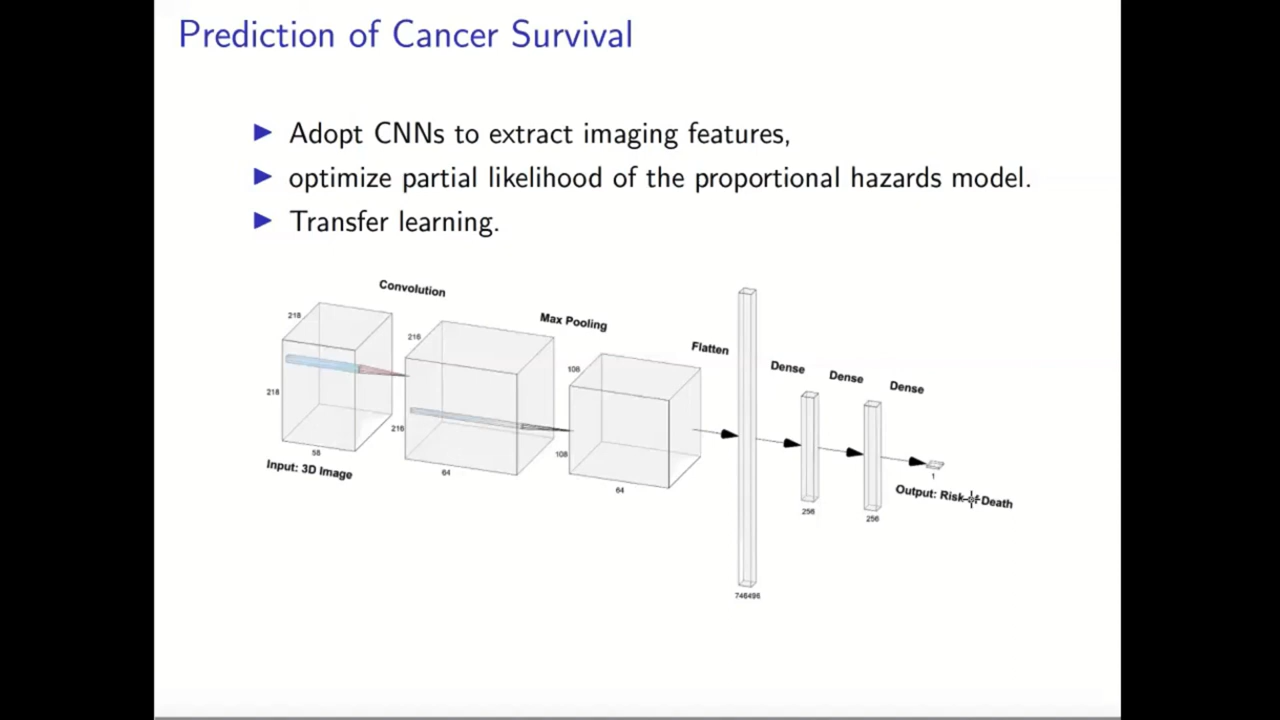 Prediction of Cancer Survival
Adopt CNNs to extract imaging features,
optimize partial likelihood of the proportional hazards model.
Transfer learning.
Convolution
Max Pooling
Flatten
Dense
Dense
Dense
218
218
58
Input: 3D Image
216
216
64
108
108
64
746496
256
256
1
Output: Risk of Death